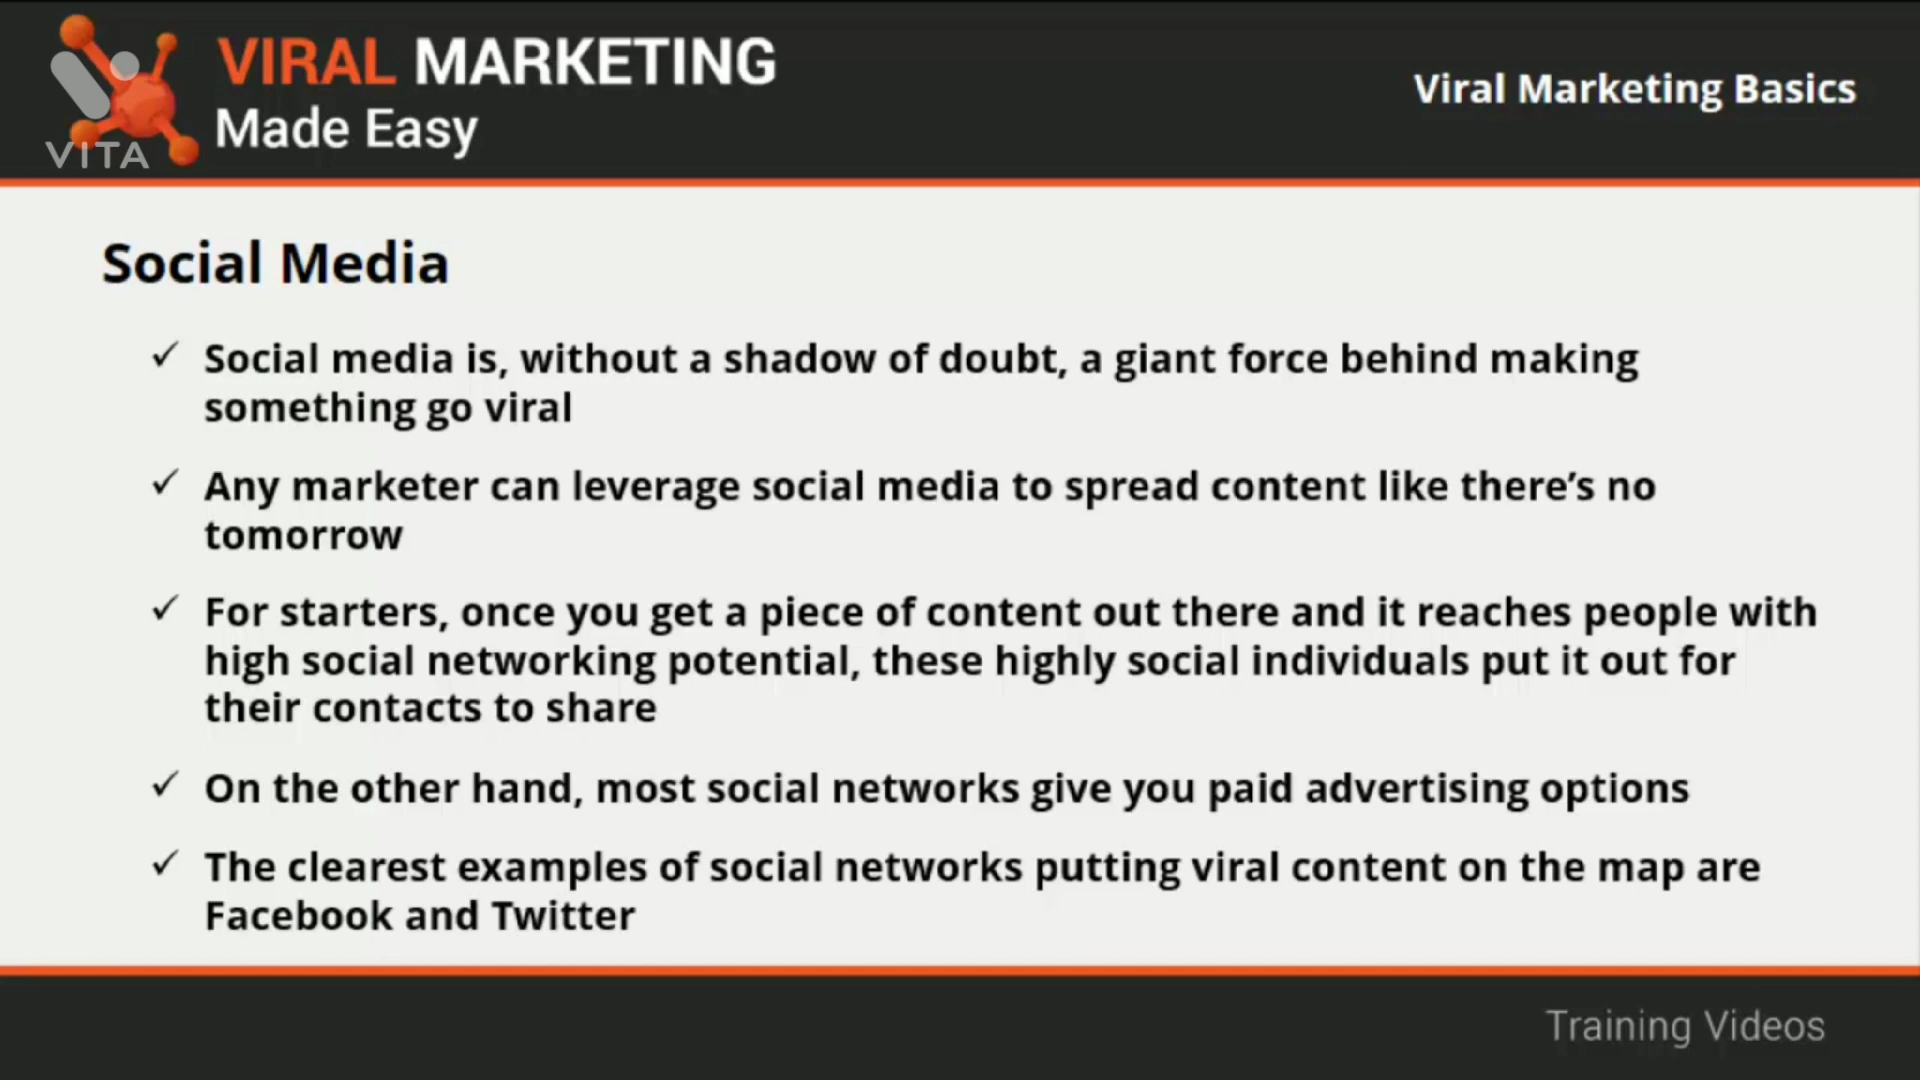 VIRAL MARKETING
Made Easy
VITA
Viral Marketing Basics
Social Media
✓ Social media is, without a shadow of doubt, a giant force behind making
something go viral
✓ Any marketer can leverage social media to spread content like there’s no
tomorrow
✓ For starters, once you get a piece of content out there and it reaches people with
high social networking potential, these highly social individuals put it out for
their contacts to share
✓ On the other hand, most social networks give you paid advertising options
✓ The clearest examples of social networks putting viral content on the map are
Facebook and Twitter
Training Videos